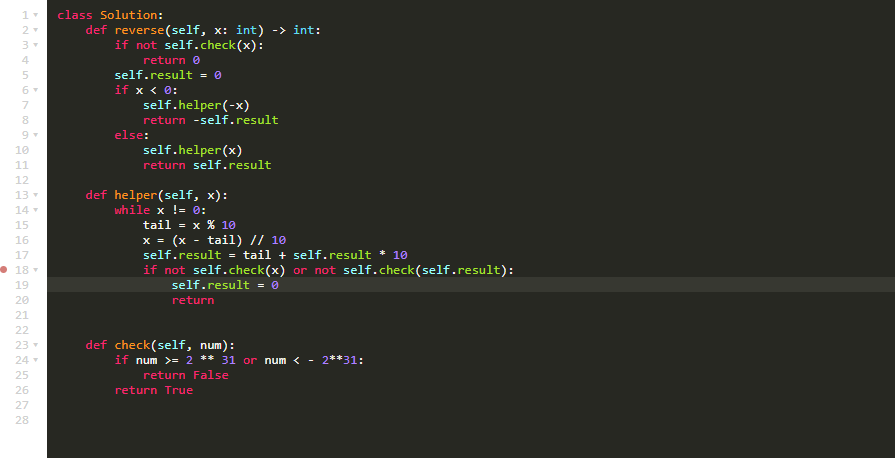 1 class Solution:
2 def reverse(self, x: int) -> int:
3 if not self.check(x):
4 return 0
5 self.result = 0
6 if x < 0:
7 self.helper(-x)
8 return -self.result
9 else:
10 self.helper(x)
11 return self.result
12
13 def helper(self, x):
14 while x != 0:
15 tail = x % 10
16 x = (x - tail) // 10
17 self.result = tail + self.result * 10
18 if not self.check(x) or not self.check(self.result):
19 self.result = 0
20 return
21
22
23 def check(self, num):
24 if num >= 2 ** 31 or num < - 2**31:
25 return False
26 return True
27
28